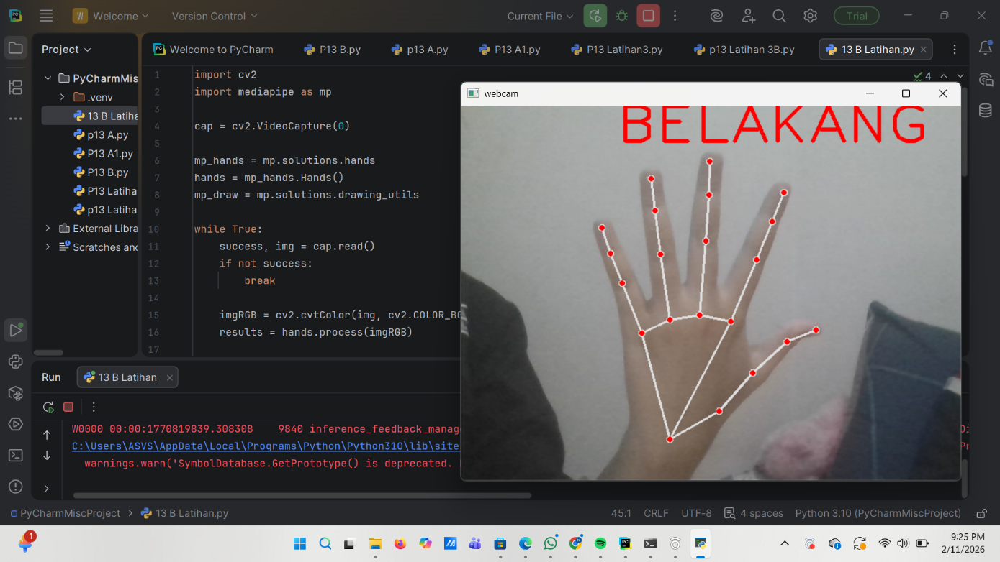 W Welcome Version Control Current File Trial
Project
Welcome to PyCharm P13 B.py p13 A.py P13 A1.py P13 Latihan3.py p13 Latihan 3B.py 13 B Latihan.py
PyCharmMis
.venv
13 B Latiha
p13 A.py
P13 A1.py
P13 B.py
P13 Latiha
p13 Latiha
External Libra
Scratches and
4
1 import cv2
2 import mediapipe as mp
3
4 cap = cv2.VideoCapture(0)
5
6 mp_hands = mp.solutions.hands
7 hands = mp_hands.Hands()
8 mp_draw = mp.solutions.drawing_utils
9
10 while True:
11 success, img = cap.read()
12 if not success:
13 break
14
15 imgRGB = cv2.cvtColor(img, cv2.COLOR_BG
16 results = hands.process(imgRGB)
17
webcam
BELAKANG
Run 13 B Latihan
W0000 00:00:1770819839.308308 9840 inference_feedback_manag
C:\Users\ASVS\AppData\Local\Programs\Python\Python310\lib\site
warnings.warn('SymbolDatabase.GetPrototype() is deprecated.
PyCharmMiscProject > 13 B Latihan.py 45:1 CRLF UTF-8 4 spaces Python 3.10 (PyCharmMiscProject)
1
9:25 PM
2/11/2026